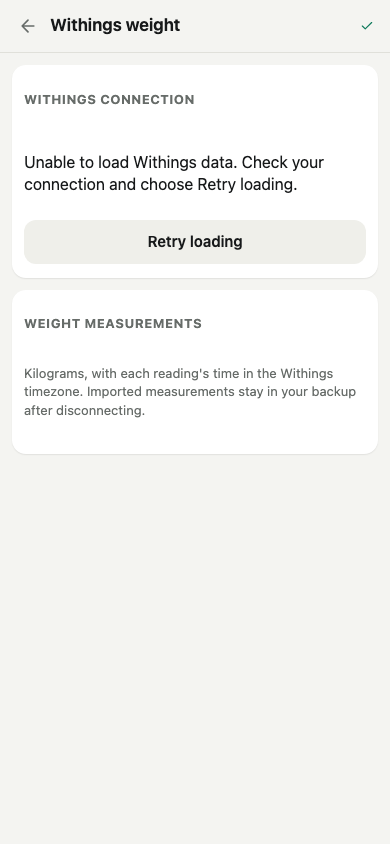 Withings weight
WITHINGS CONNECTION
Unable to load Withings data. Check your
connection and choose Retry loading.
Retry loading
WEIGHT MEASUREMENTS
Kilograms, with each reading's time in the Withings
timezone. Imported measurements stay in your backup
after disconnecting.